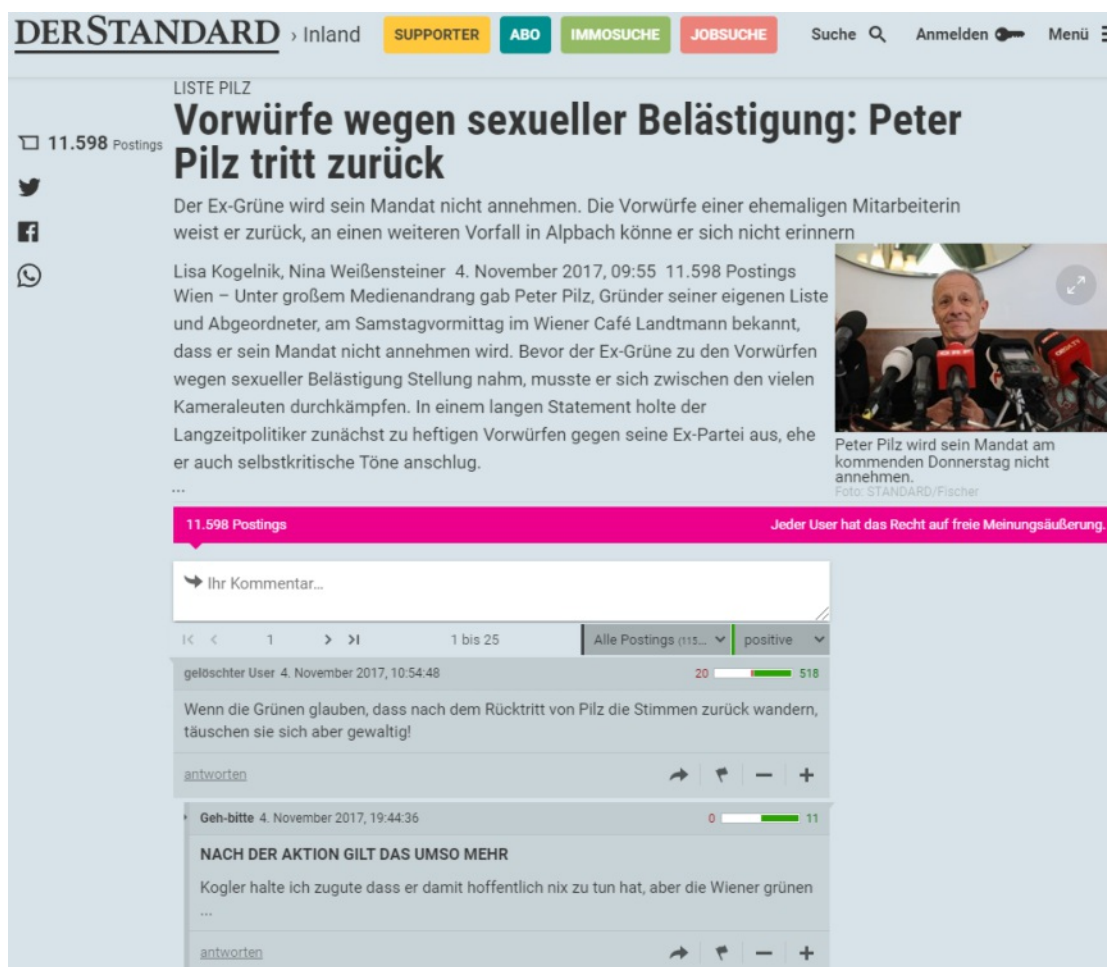 DERSTANDARD › Inland SUPPORTER ABO IMMOSUCHE JOBSUCHE Suche Anmelden Menü
LISTE PILZ
Vorwürfe wegen sexueller Belästigung: Peter
Pilz tritt zurück
11.598 Postings
Der Ex-Grüne wird sein Mandat nicht annehmen. Die Vorwürfe einer ehemaligen Mitarbeiterin
weist er zurück, an einen weiteren Vorfall in Alpbach könne er sich nicht erinnern
Lisa Kogelnik, Nina Weißensteiner 4. November 2017, 09:55 11.598 Postings
Wien – Unter großem Medienandrang gab Peter Pilz, Gründer seiner eigenen Liste
und Abgeordneter, am Samstagvormittag im Wiener Café Landtmann bekannt,
dass er sein Mandat nicht annehmen wird. Bevor der Ex-Grüne zu den Vorwürfen
wegen sexueller Belästigung Stellung nahm, musste er sich zwischen den vielen
Kameraleuten durchkämpfen. In einem langen Statement holte der
Langzeitpolitiker zunächst zu heftigen Vorwürfen gegen seine Ex-Partei aus, ehe
er auch selbstkritische Töne anschlug.
...
ORF
Peter Pilz wird sein Mandat am
kommenden Donnerstag nicht
annehmen.
Foto: STANDARD/Fischer
11.598 Postings Jeder User hat das Recht auf freie Meinungsäußerung.
Ihr Kommentar...
1 1 bis 25 Alle Postings (115... positive
gelöschter User 4. November 2017, 10:54:48 20 518
Wenn die Grünen glauben, dass nach dem Rücktritt von Pilz die Stimmen zurück wandern,
täuschen sie sich aber gewaltig!
antworten
Geh-bitte 4. November 2017, 19:44:36 0 11
NACH DER AKTION GILT DAS UMSO MEHR
Kogler halte ich zugute dass er damit hoffentlich nix zu tun hat, aber die Wiener grünen
...
antworten